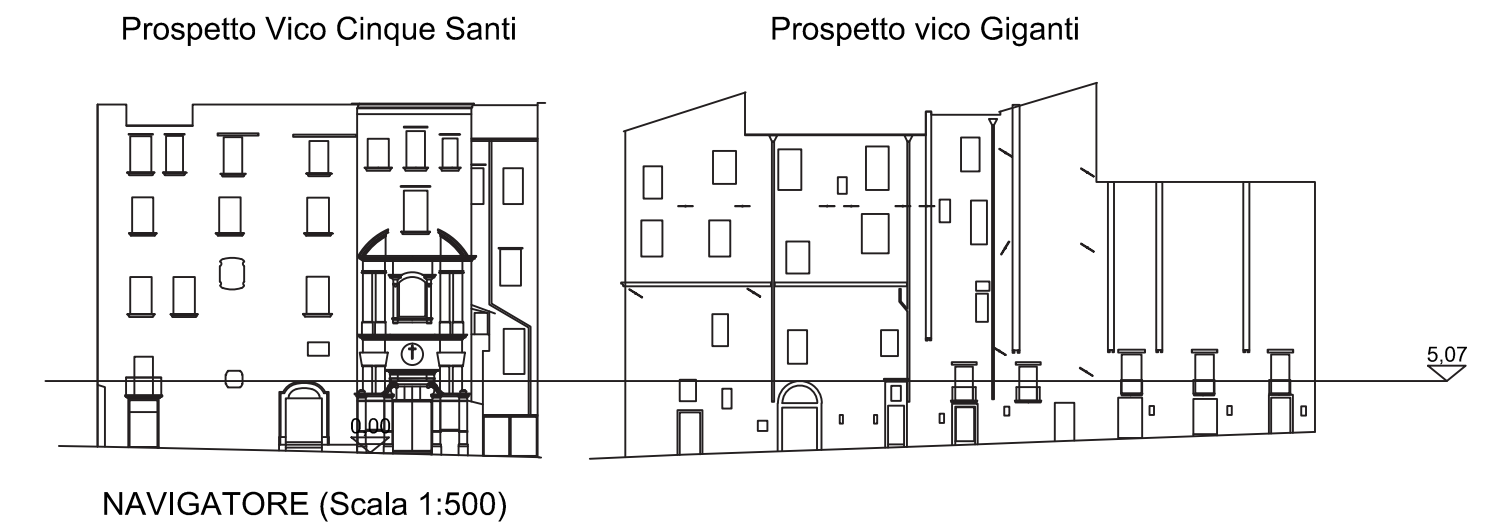 Prospetto Vico Cinque Santi
Prospetto vico Giganti
5,07
0,00
NAVIGATORE (Scala 1:500)